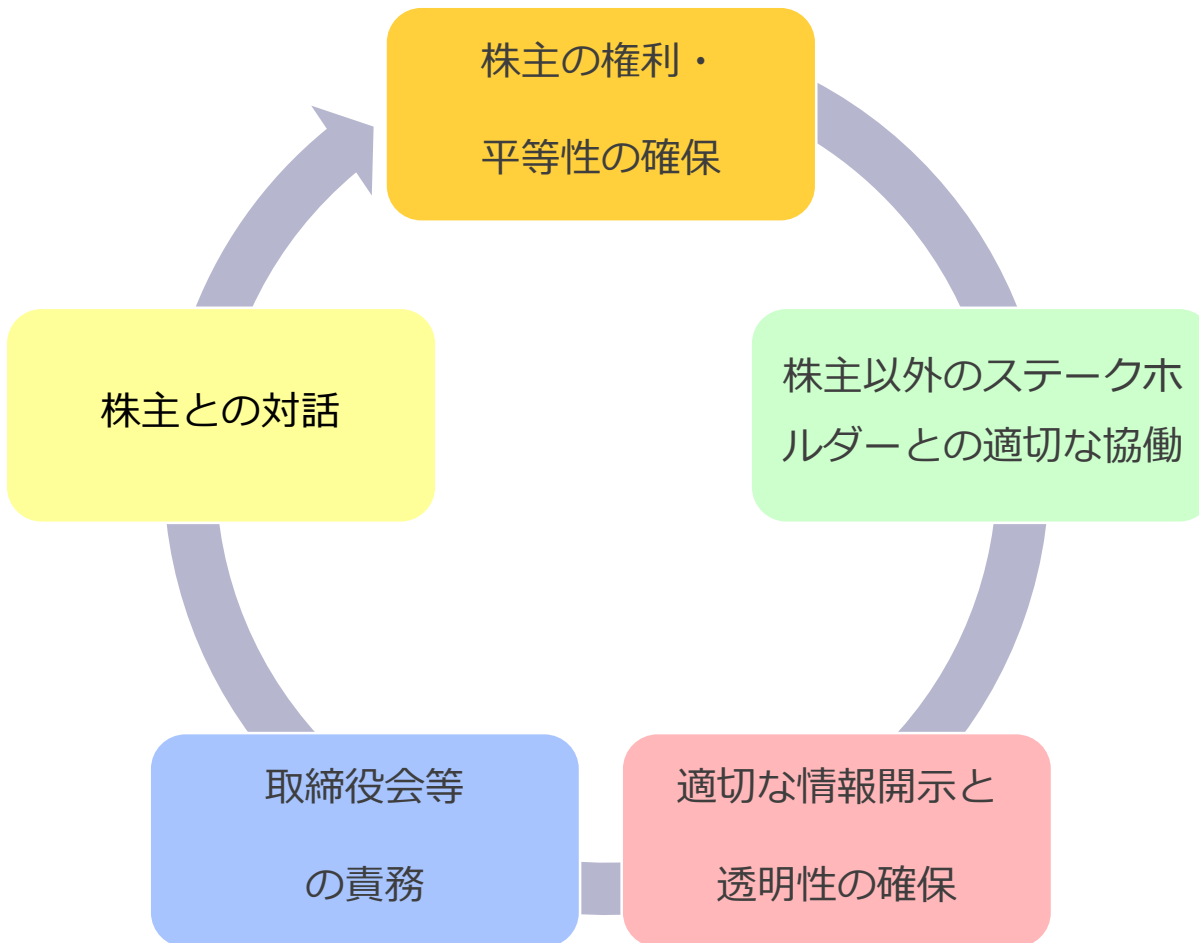 株主の権利・
平等性の確保
株主以外のステークホ
ルダーとの適切な協働
適切な情報開示と
透明性の確保
取締役会等
の責務
株主との対話